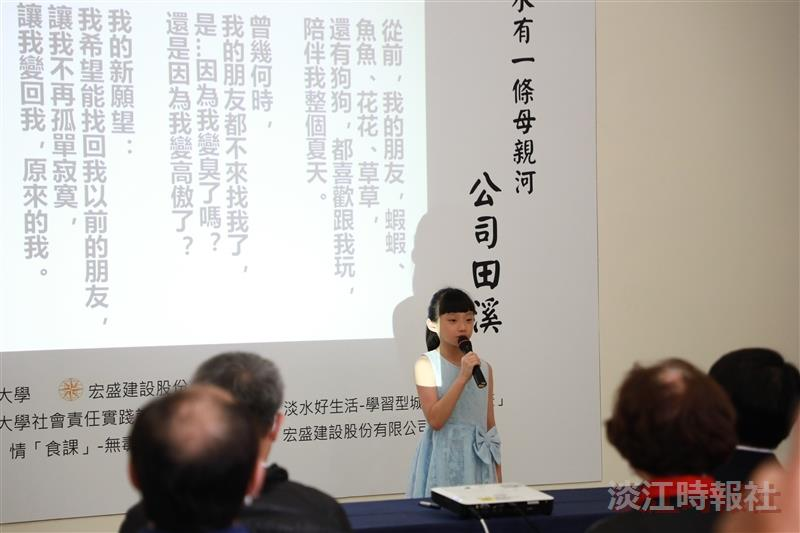 水有一條母親河
公司田溪
從前，我的朋友，蝦蝦、
魚魚、花花、草草，
還有狗狗，都喜歡跟我玩，
陪伴我整個夏天。
曾幾何時，
我的朋友都不來找我了，
是…因為我變臭了嗎？
還是因為我變高傲了？
我的新願望：
我希望能找回我以前的朋友，
讓我不再孤單寂寞，
讓我變回我，原來的我。
大學 宏盛建設股份
大學社會責任實踐 淡水好生活-學習型城 」
情「食課」-無毒 宏盛建設股份有限公司
淡江時報社